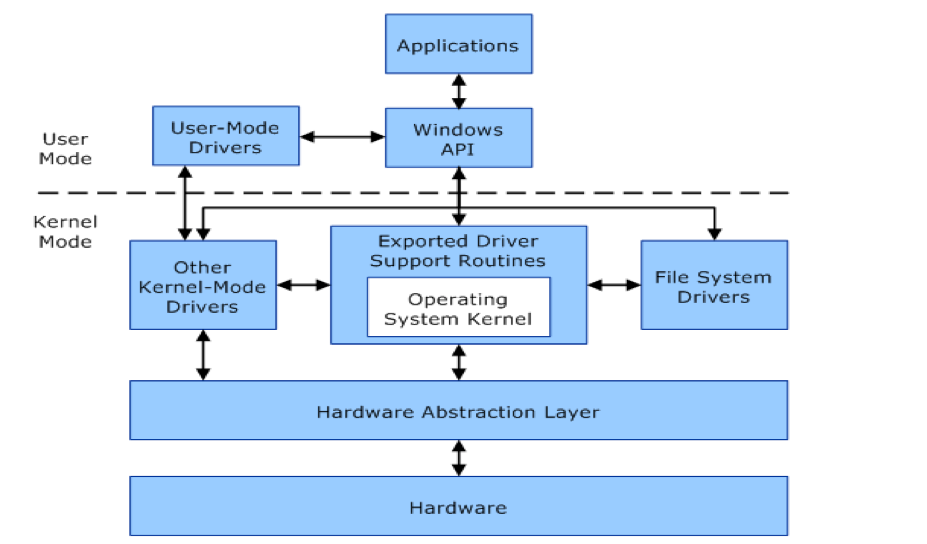 Applications
User-Mode
Drivers
Windows
API
User
Mode
Kernel
Mode
Other
Kernel-Mode
Drivers
Exported Driver
Support Routines
Operating
System Kernel
File System
Drivers
Hardware Abstraction Layer
Hardware